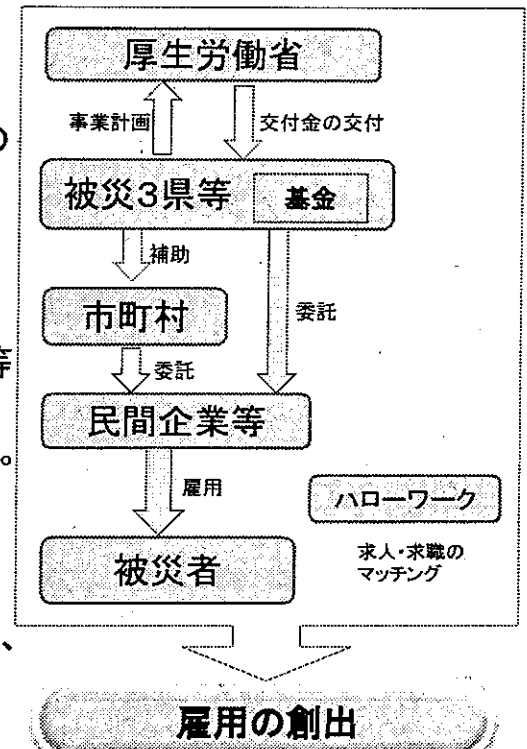 厚生労働省
事業計画
交付金の交付
の
被災3県等
基金
補助
市町村
委託
等
委託
民間企業等
。
雇用
ハローワーク
被災者
求人・求職の
マッチング
、
雇用の創出